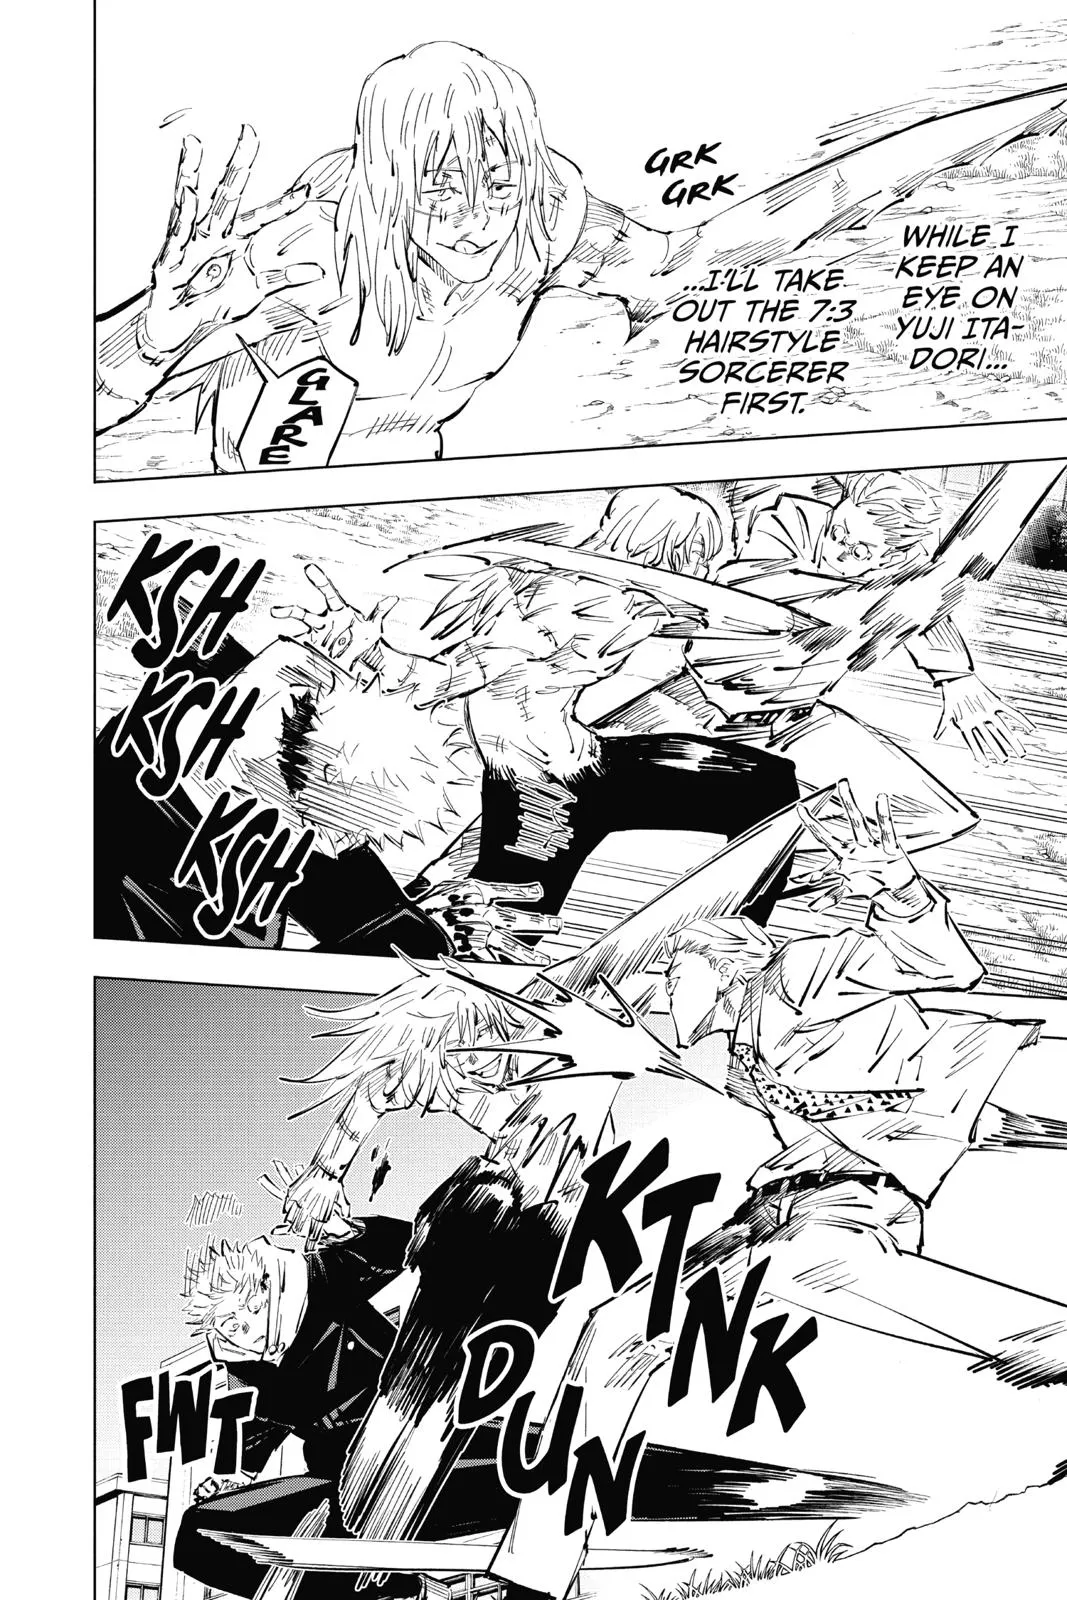 GRK
GRK
WHILE I
KEEP AN
EYE ON
YUJI ITA-
DORI...
...I'LL TAKE
OUT THE 7:3
HAIRSTYLE
SORCERER
FIRST.
GLARE
KSH
KSH
KSH
KTNK
DUN
FWT